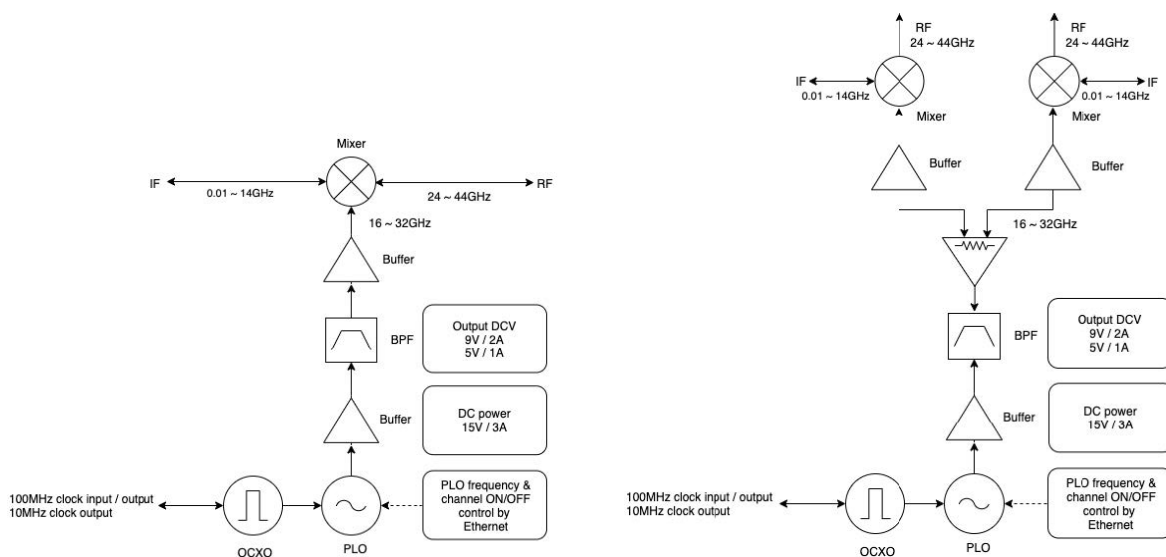 Mixer
IF
0.01 ~ 14GHz
24 ~ 44GHz
RF
16 ~ 32GHz
Buffer
BPF
Output DCV
9V / 2A
5V / 1A
Buffer
DC power
15V / 3A
100MHz clock input / output
10MHz clock output
PLO frequency &
channel ON/OFF
control by
Ethernet
OCXO
PLO
RF
24 ~ 44GHz
IF
0.01 ~ 14GHz
Mixer
Buffer
RF
24 ~ 44GHz
IF
0.01 ~ 14GHz
Mixer
Buffer
16 ~ 32GHz
BPF
Output DCV
9V / 2A
5V / 1A
Buffer
DC power
15V / 3A
100MHz clock input / output
10MHz clock output
PLO frequency &
channel ON/OFF
control by
Ethernet
OCXO
PLO